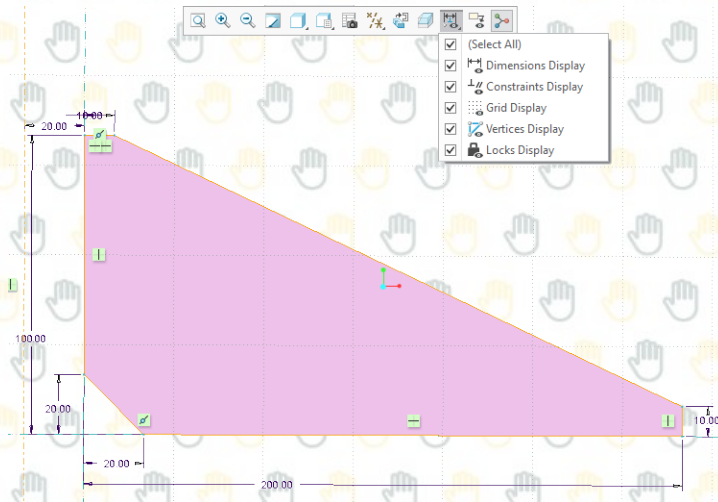 (Select All)
Dimensions Display
Constraints Display
Grid Display
Vertices Display
Locks Display
10.00
20.00
100.00
20.00
10.00
20.00
200.00